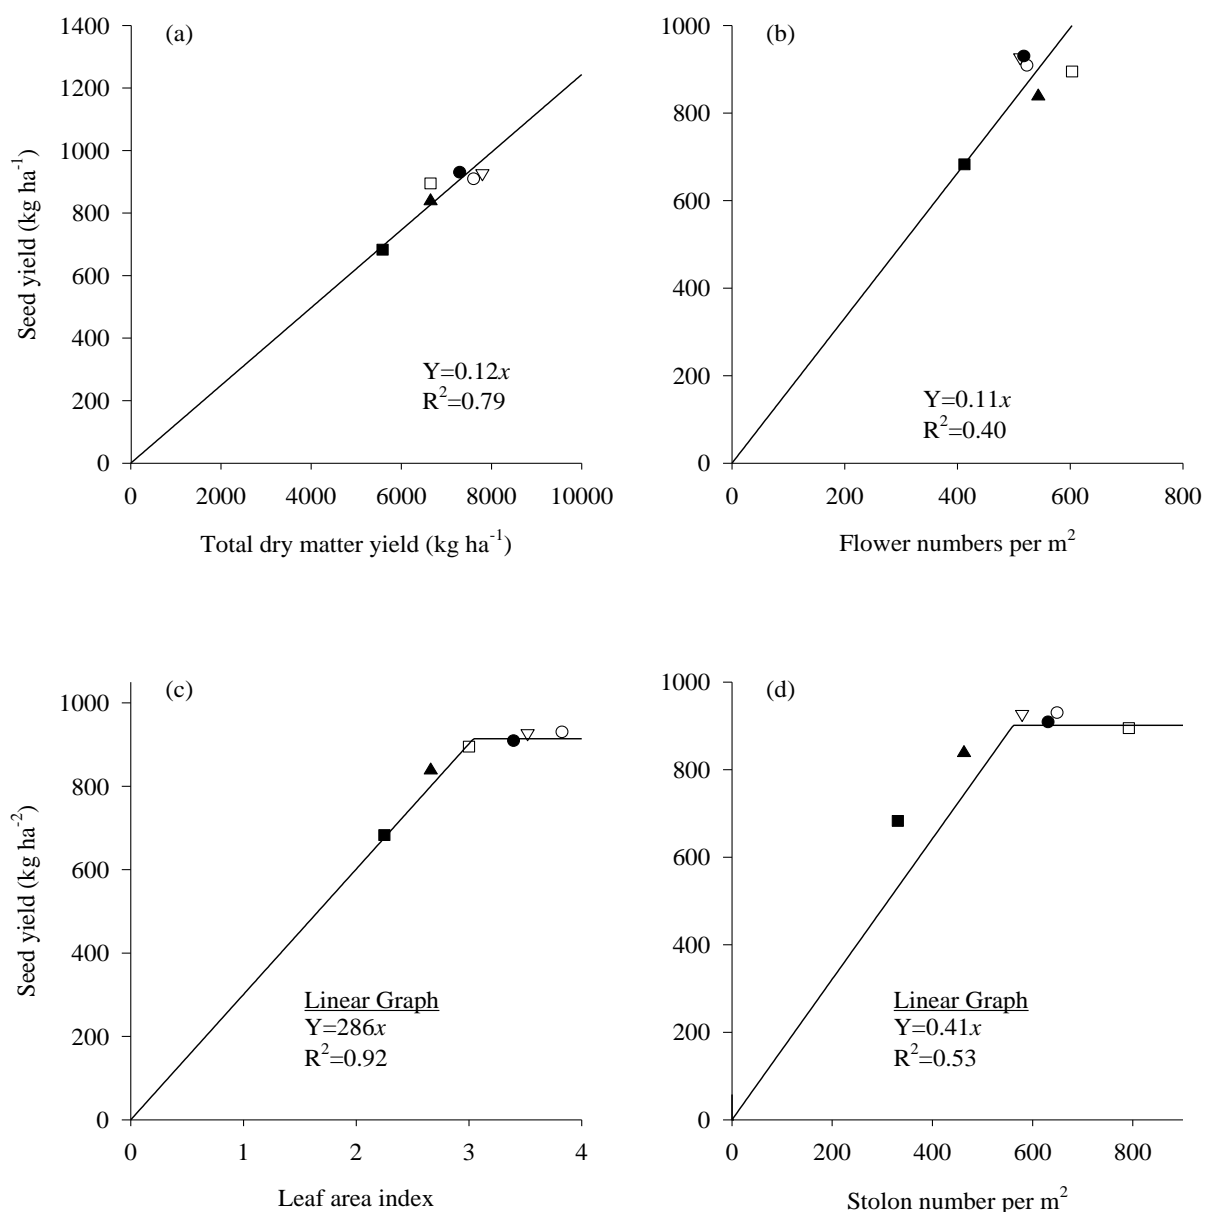 (a)
1400
1200
1000
800
600
400
200
0
Seed yield (kg ha⁻¹)
Y=0.12x
R²=0.79
0 2000 4000 6000 8000 10000
Total dry matter yield (kg ha⁻¹)
(b)
1000
800
600
400
200
0
Y=0.11x
R²=0.40
0 200 400 600 800
Flower numbers per m²
(c)
1000
800
600
400
200
0
Seed yield (kg ha⁻²)
Linear Graph
Y=286x
R²=0.92
0 1 2 3 4
Leaf area index
(d)
1000
800
600
400
200
0
Linear Graph
Y=0.41x
R²=0.53
0 200 400 600 800
Stolon number per m²